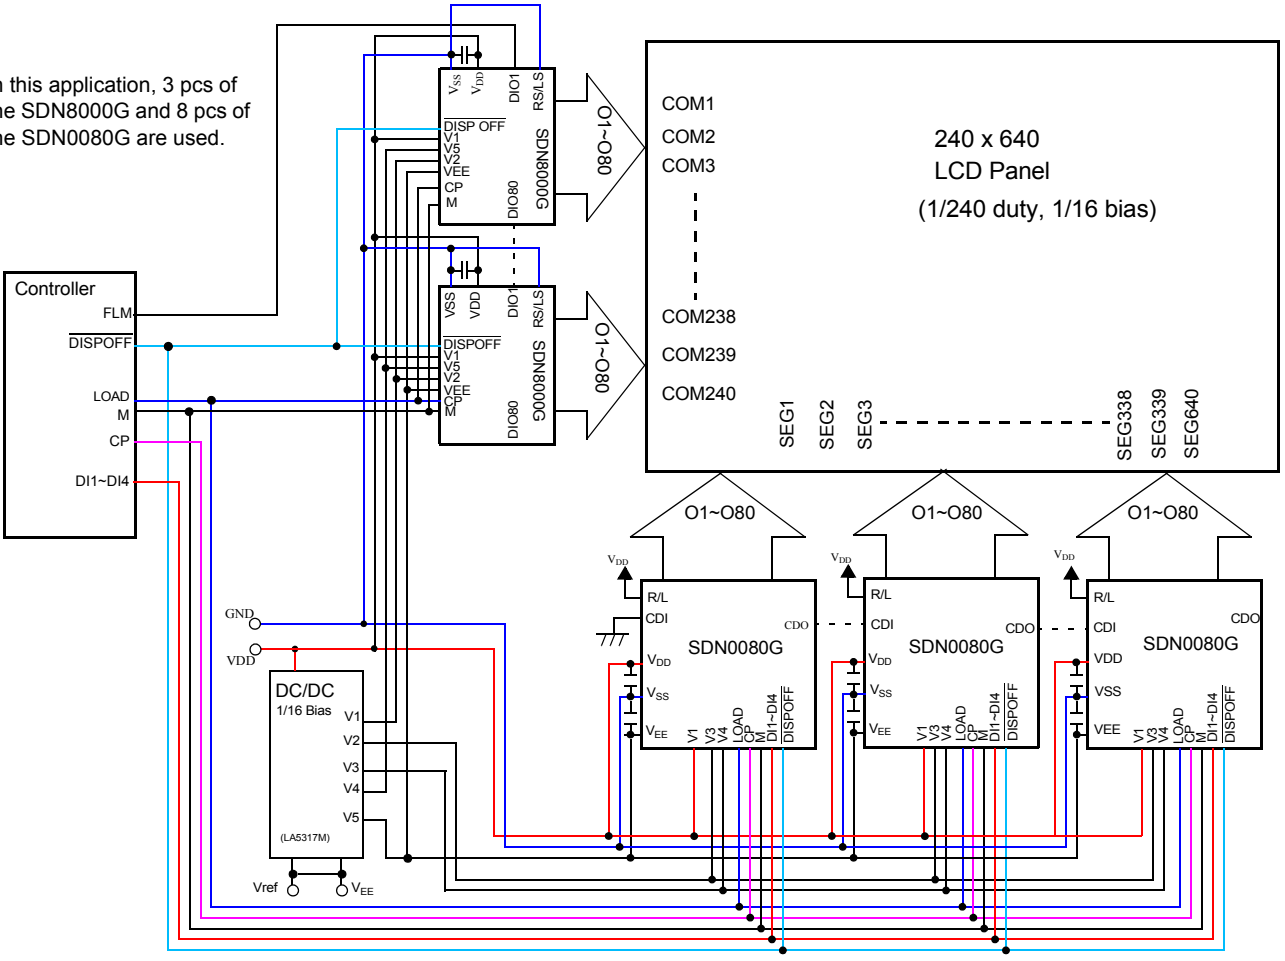 n this application, 3 pcs of
ne SDN8000G and 8 pcs of
ne SDN0080G are used.
VSS
VDD
DIO1
RS/LS
DISP OFF
V1
V5
V2
VEE
CP
M
SDN8000G
DIO80
O1~O80
VSS
VDD
DIO1
RS/LS
DISPOFF
V1
V5
V2
VEE
CP
M
SDN8000G
DIO80
O1~O80
240 x 640
LCD Panel
(1/240 duty, 1/16 bias)
COM1
COM2
COM3
COM238
COM239
COM240
SEG1
SEG2
SEG3
SEG338
SEG339
SEG640
Controller
FLM
DISPOFF
LOAD
M
CP
DI1~DI4
GND
VDD
DC/DC
1/16 Bias
V1
V2
V3
V4
V5
(LA5317M)
Vref
VEE
O1~O80
O1~O80
O1~O80
VDD
R/L
CDI
CDO
SDN0080G
VDD
VSS
VEE
V1
V3
V4
LOAD
CP
M
DI1~DI4
DISPOFF
VDD
R/L
CDI
CDO
SDN0080G
VDD
VSS
VEE
V1
V3
V4
LOAD
CP
M
DI1~DI4
DISPOFF
VDD
R/L
CDI
CDO
SDN0080G
VDD
VSS
VEE
V1
V3
V4
LOAD
CP
M
DI1~DI4
DISPOFF